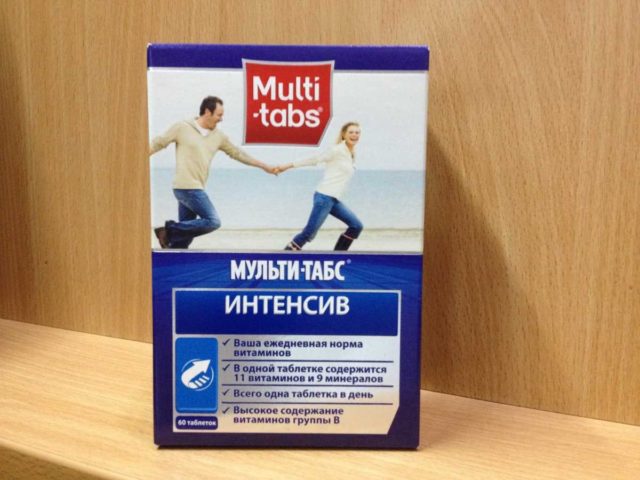 Multi
-tabs®
МУЛЬТИ-ТАБС®
ИНТЕНСИВ
✓ Ваша ежедневная норма
витаминов
✓ В одной таблетке содержится
11 витаминов и 9 минералов
✓ Всего одна таблетка в день
✓ Высокое содержание
витаминов группы В
60 таблеток